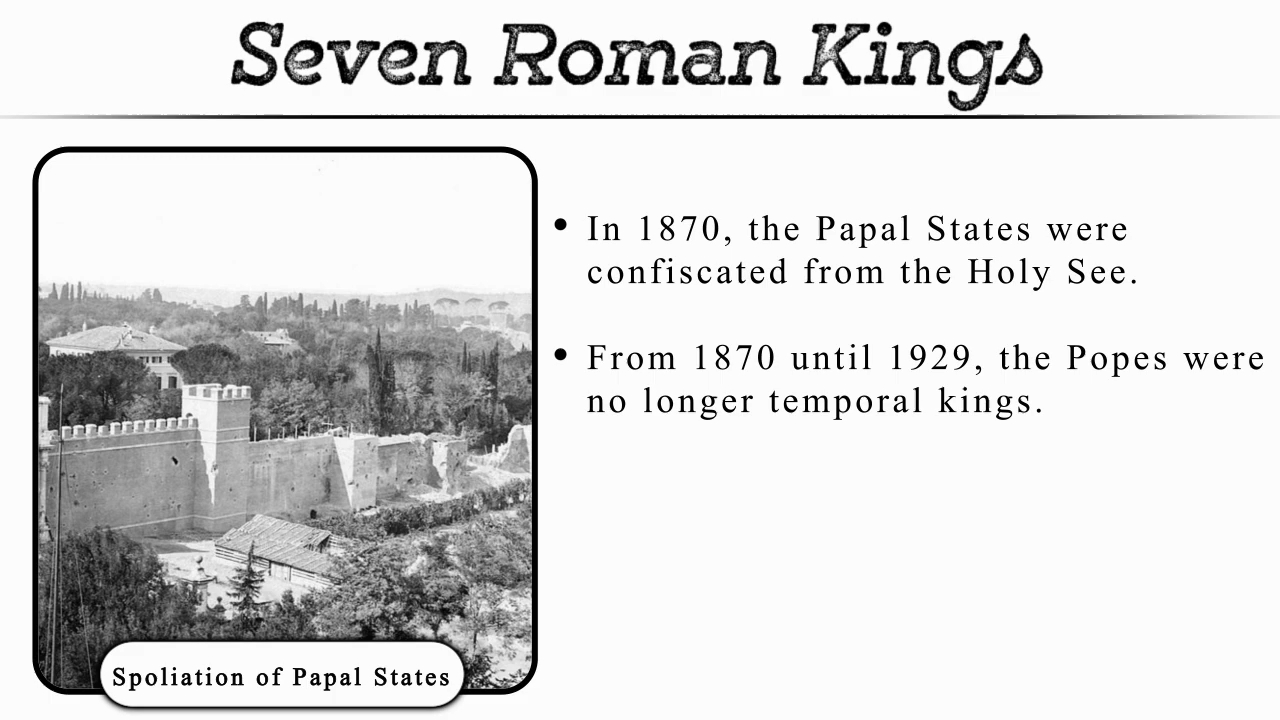 Seven Roman Kings
• In 1870, the Papal States were
confiscated from the Holy See.
• From 1870 until 1929, the Popes were
no longer temporal kings.
Spoliation of Papal States